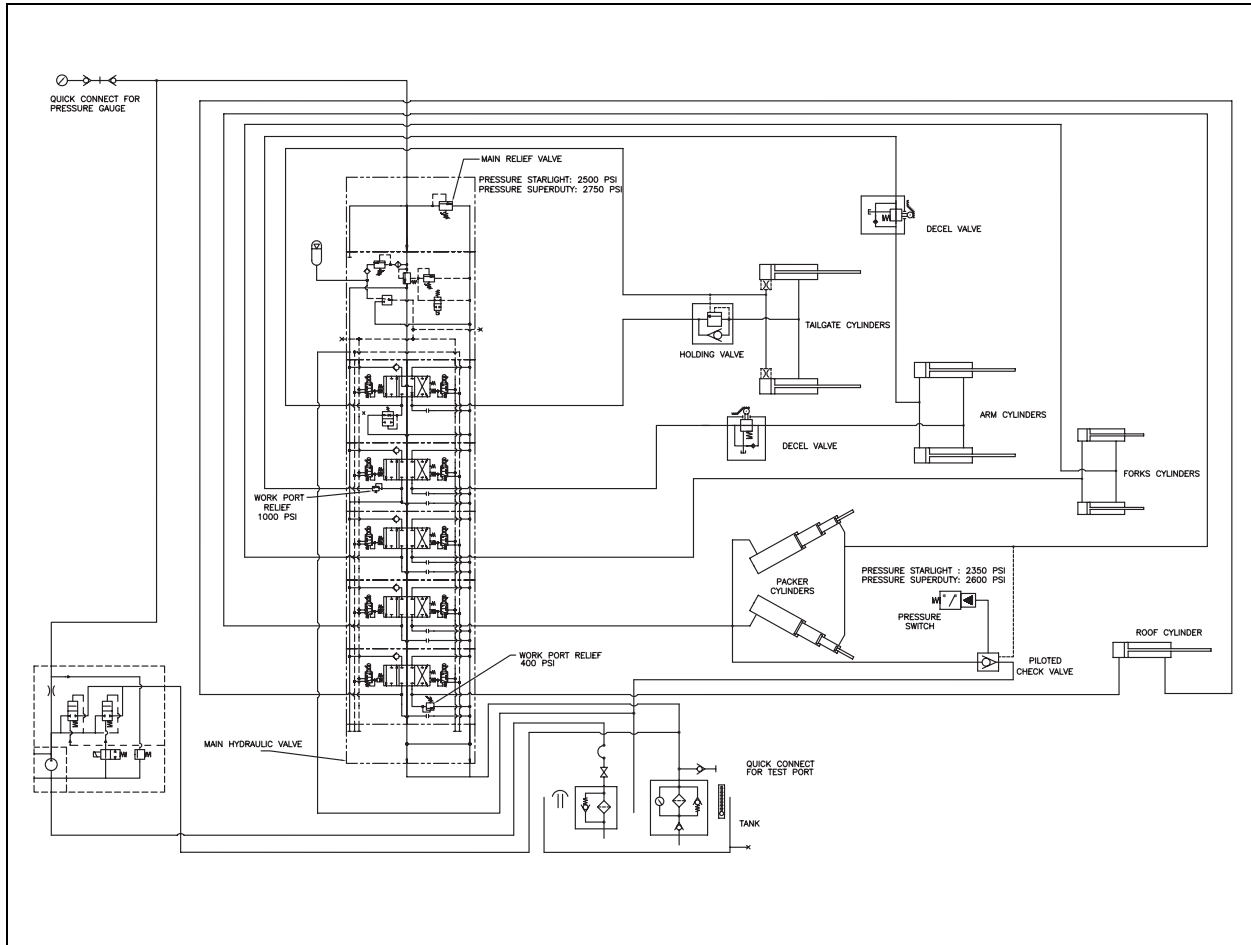 QUICK CONNECT FOR
PRESSURE GAUGE
MAIN RELIEF VALVE
PRESSURE STARLIGHT: 2500 PSI
PRESSURE SUPERDUTY: 2750 PSI
DECEL VALVE
TAILGATE CYLINDERS
HOLDING VALVE
ARM CYLINDERS
DECEL VALVE
FORKS CYLINDERS
WORK PORT
RELIEF
1000 PSI
PRESSURE STARLIGHT : 2350 PSI
PRESSURE SUPERDUTY: 2600 PSI
PACKER
CYLINDERS
PRESSURE
SWITCH
ROOF CYLINDER
WORK PORT RELIEF
400 PSI
PILOTED
CHECK VALVE
MAIN HYDRAULIC VALVE
QUICK CONNECT
FOR TEST PORT
TANK